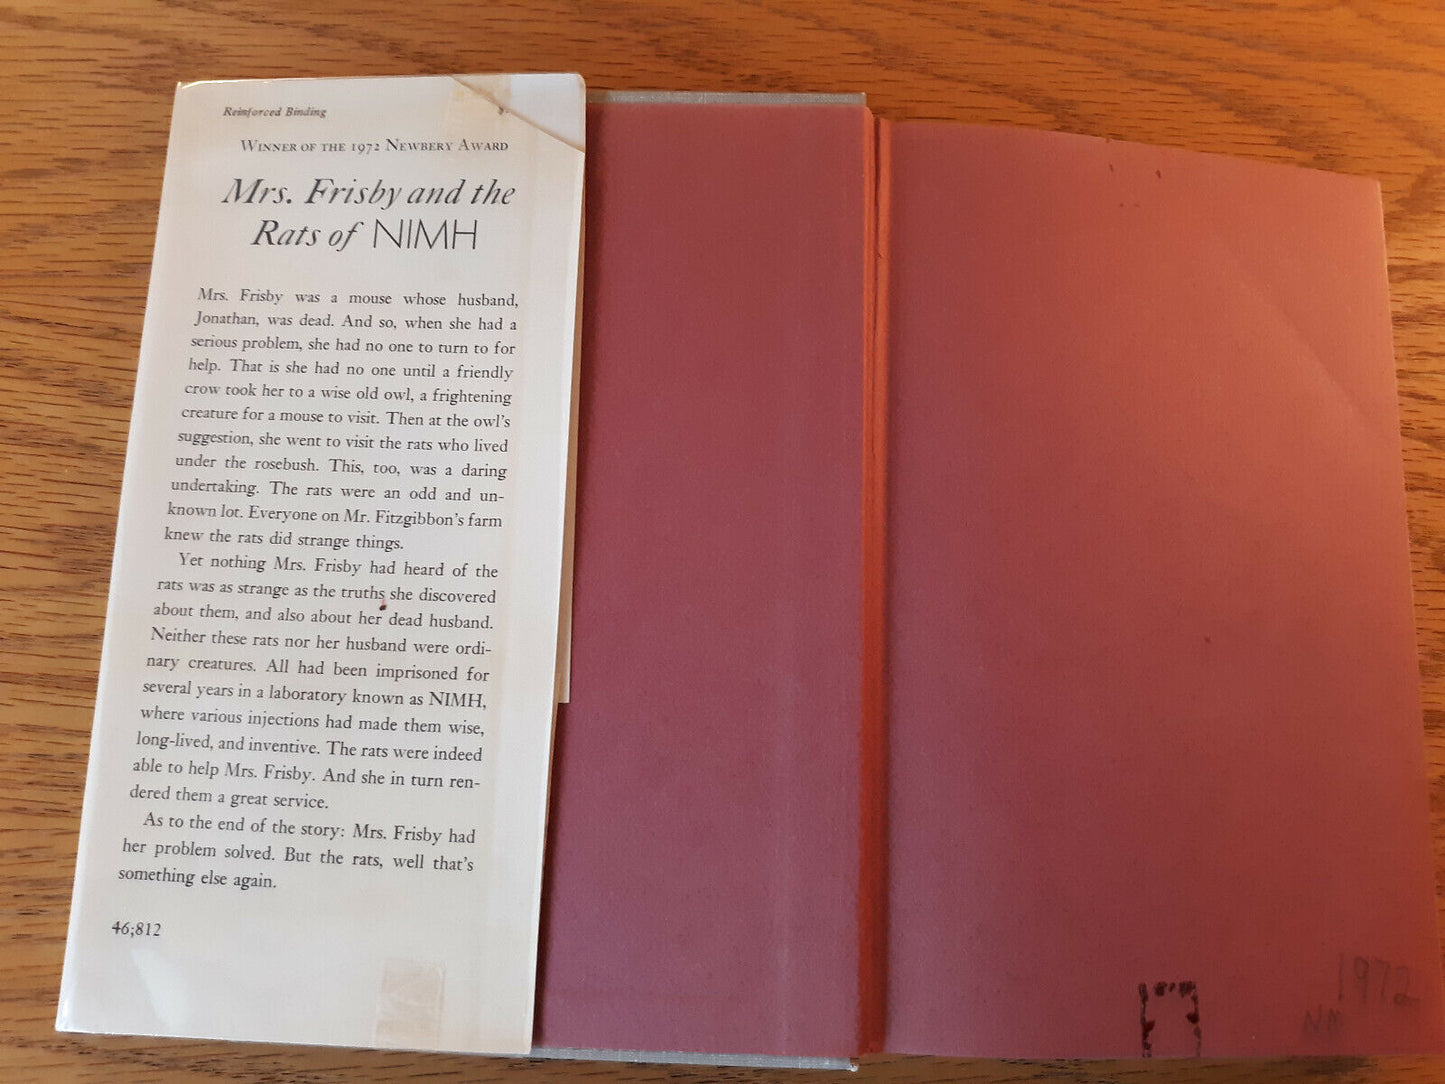 Reinforced Binding
WINNER OF THE 1972 NEWBERY AWARD
Mrs. Frisby and the
Rats of NIMH
Mrs. Frisby was a mouse whose husband,
Jonathan, was dead. And so, when she had a
serious problem, she had no one to turn to for
help. That is she had no one until a friendly
crow took her to a wise old owl, a frightening
creature for a mouse to visit. Then at the owl's
suggestion, she went to visit the rats who lived
under the rosebush. This, too, was a daring
undertaking. The rats were an odd and un-
known lot. Everyone on Mr. Fitzgibbon's farm
knew the rats did strange things.
Yet nothing Mrs. Frisby had heard of the
rats was as strange as the truths she discovered
about them, and also about her dead husband.
Neither these rats nor her husband were ordi-
nary creatures. All had been imprisoned for
several years in a laboratory known as NIMH,
where various injections had made them wise,
long-lived, and inventive. The rats were indeed
able to help Mrs. Frisby. And she in turn ren-
dered them a great service.
As to the end of the story: Mrs. Frisby had
her problem solved. But the rats, well that's
something else again.
46;812
1972